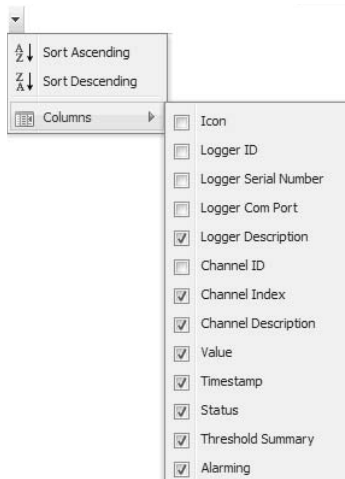 Sort Ascending
Sort Descending
Columns
Icon
Logger ID
Logger Serial Number
Logger Com Port
Logger Description
Channel ID
Channel Index
Channel Description
Value
Timestamp
Status
Threshold Summary
Alarming